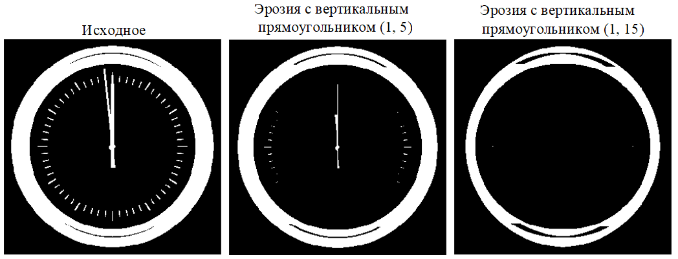 Исходное
Эрозия с вертикальным
прямоугольником (1, 5)
Эрозия с вертикальным
прямоугольником (1, 15)